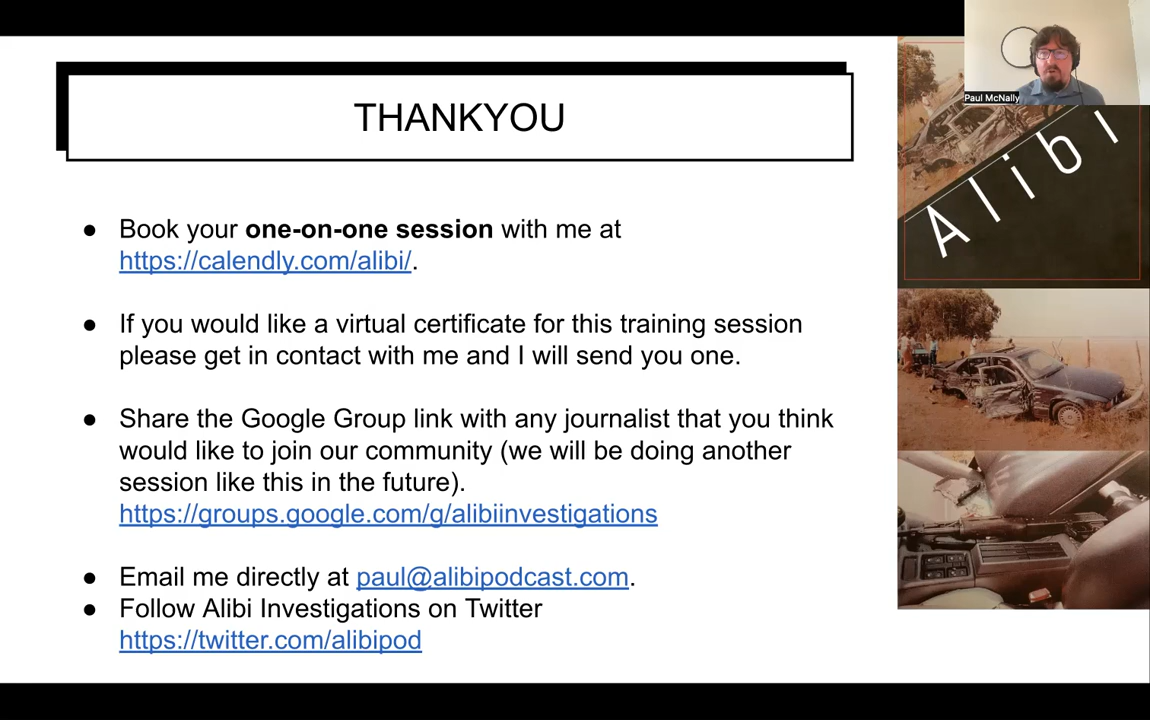 THANKYOU
● Book your one-on-one session with me at
https://calendly.com/alibi/.
● If you would like a virtual certificate for this training session
please get in contact with me and I will send you one.
● Share the Google Group link with any journalist that you think
would like to join our community (we will be doing another
session like this in the future).
https://groups.google.com/g/alibiinvestigations
● Email me directly at paul@alibipodcast.com.
● Follow Alibi Investigations on Twitter
https://twitter.com/alibipod
Paul McNally
Alibi